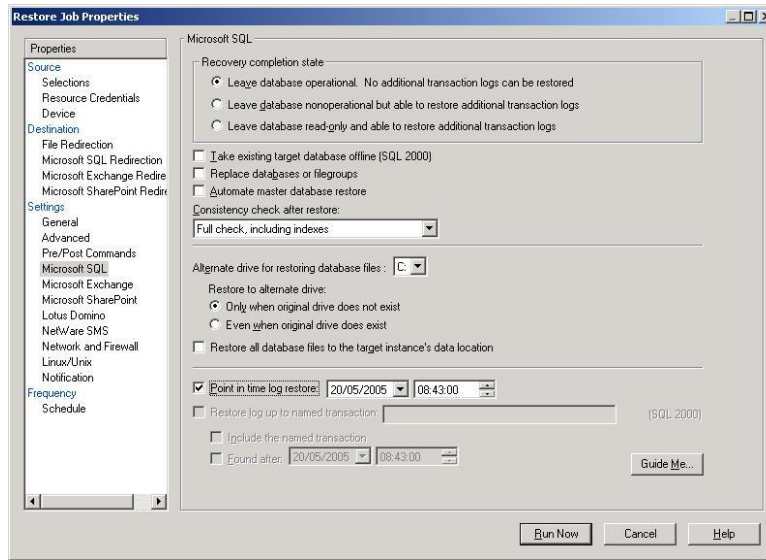 Restore Job Properties
Properties
Source
Selections
Resource Credentials
Device
Destination
File Redirection
Microsoft SQL Redirection
Microsoft Exchange Redire
Microsoft SharePoint Redire
Settings
General
Advanced
Pre/Post Commands
Microsoft SQL
Microsoft Exchange
Microsoft SharePoint
Lotus Domino
NetWare SMS
Network and Firewall
Linux/Unix
Notification
Frequency
Schedule
Microsoft SQL
Recovery completion state
Leave database operational. No additional transaction logs can be restored
Leave database nonoperational but able to restore additional transaction logs
Leave database read-only and able to restore additional transaction logs
Take existing target database offline (SQL 2000)
Replace databases or filegroups
Automate master database restore
Consistency check after restore:
Full check, including indexes
Alternate drive for restoring database files : C:
Restore to alternate drive:
Only when original drive does not exist
Even when original drive does exist
Restore all database files to the target instance's data location
Point in time log restore: 20/05/2005 08:43:00
Restore log up to named transaction: (SQL 2000)
Include the named transaction
Found after: 20/05/2005 08:43:00
Guide Me...
Run Now Cancel Help